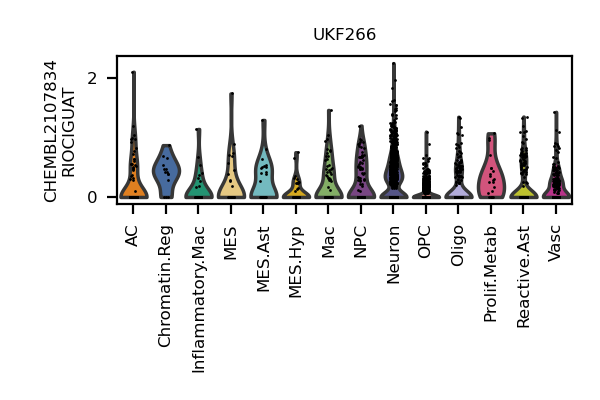 UKF266
CHEMBL2107834
RIOCIGUAT
2
0
AC
Chromatin.Reg
Inflammatory.Mac
MES
MES.Ast
MES.Hyp
Mac
NPC
Neuron
OPC
Oligo
Prolif.Metab
Reactive.Ast
Vasc